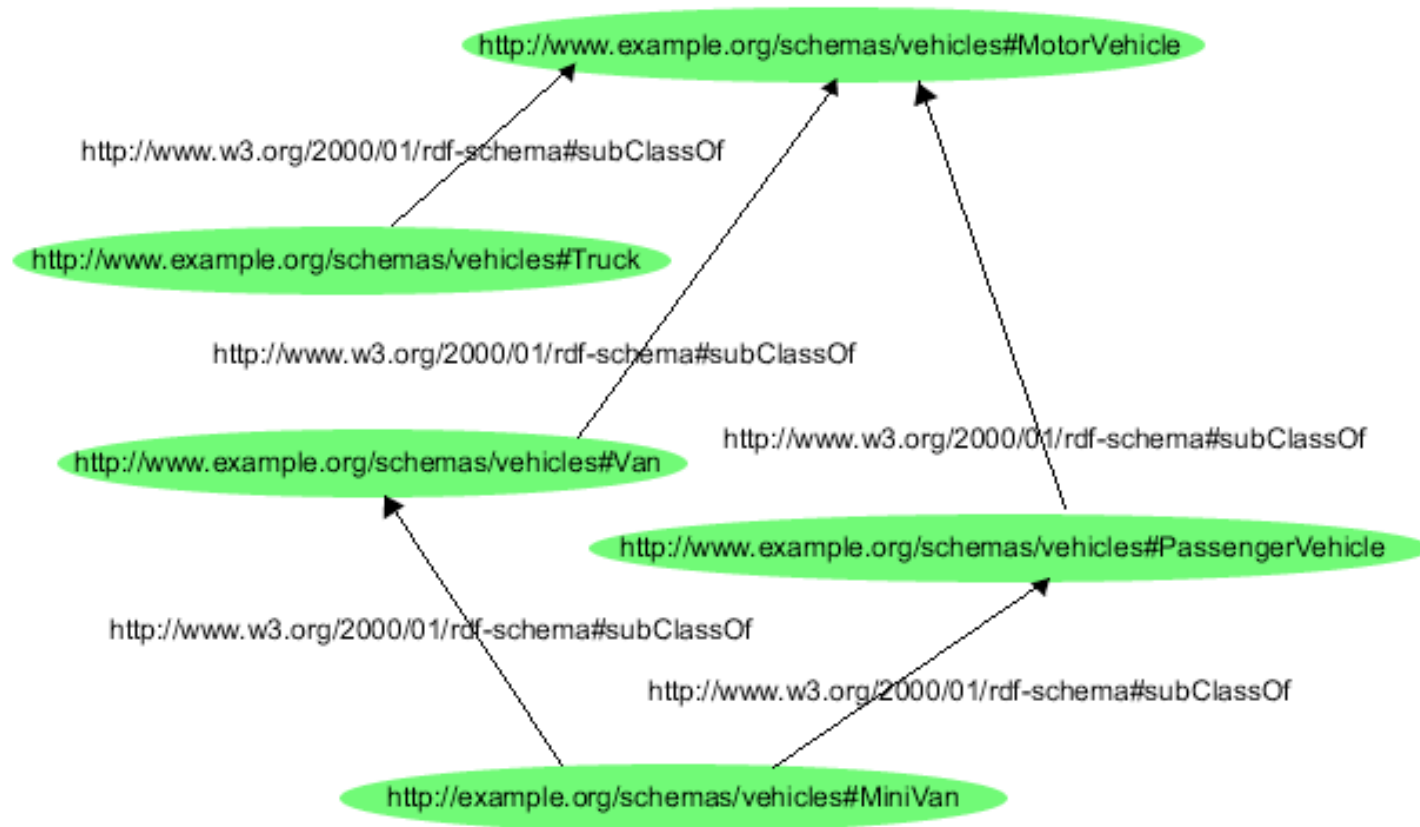 http://www.example.org/schemas/vehicles#MotorVehicle
http://www.w3.org/2000/01/rdf-schema#subClassOf
http://www.example.org/schemas/vehicles#Truck
http://www.w3.org/2000/01/rdf-schema#subClassOf
http://www.w3.org/2000/01/rdf-schema#subClassOf
http://www.example.org/schemas/vehicles#Van
http://www.example.org/schemas/vehicles#PassengerVehicle
http://www.w3.org/2000/01/rdf-schema#subClassOf
http://www.w3.org/2000/01/rdf-schema#subClassOf
http://example.org/schemas/vehicles#MiniVan